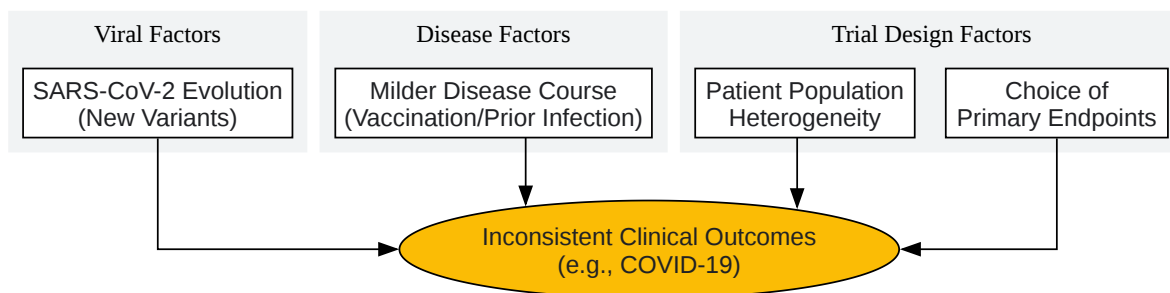 Viral Factors
Disease Factors
Trial Design Factors
SARS-CoV-2 Evolution
(New Variants)
Milder Disease Course
(Vaccination/Prior Infection)
Patient Population
Heterogeneity
Choice of
Primary Endpoints
Inconsistent Clinical Outcomes
(e.g., COVID-19)